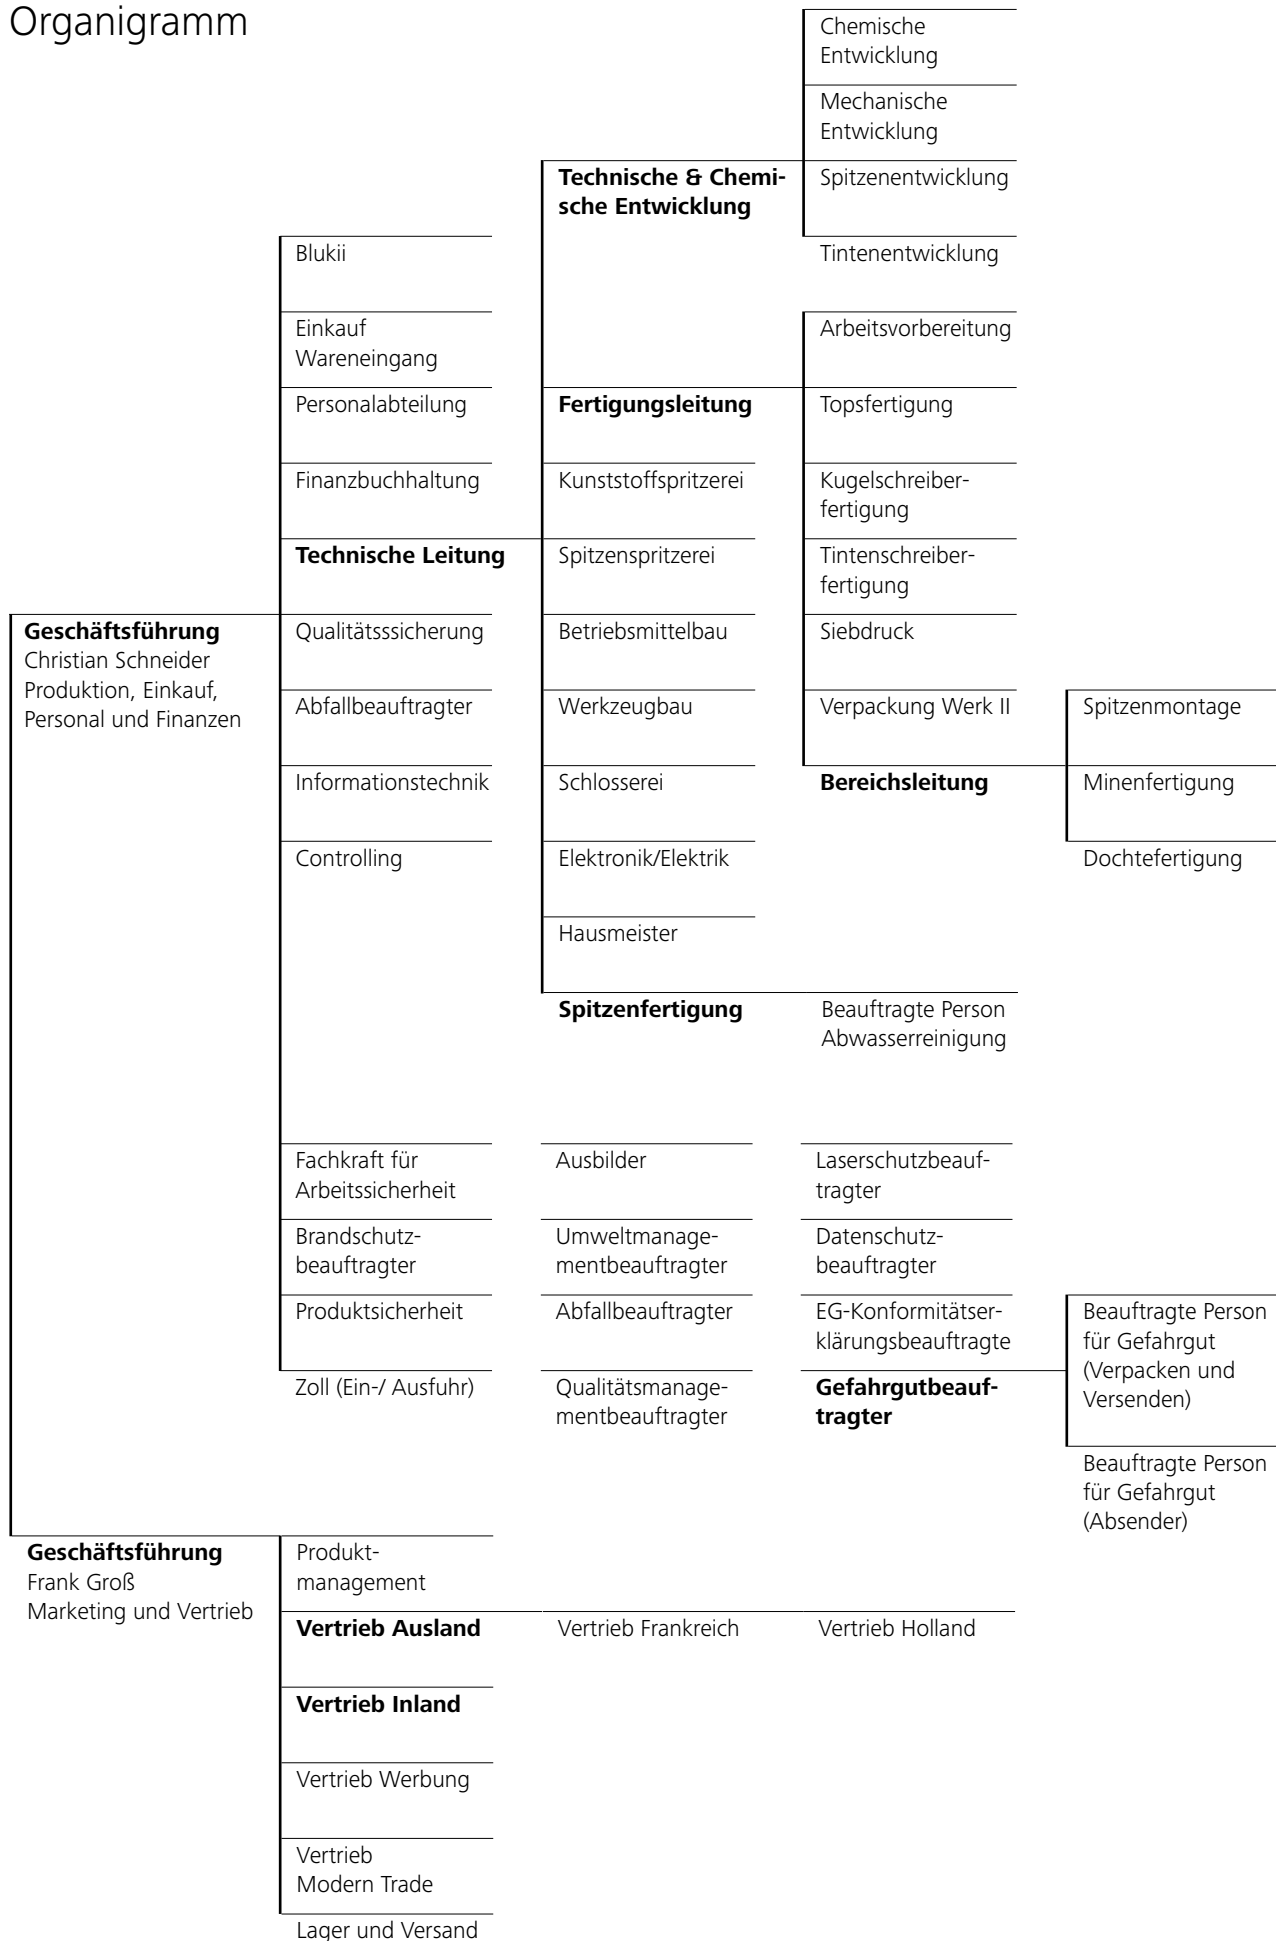 Organigramm
Chemische
Entwicklung
Mechanische
Entwicklung
Technische & Chemi-
sche Entwicklung
Spitzenentwicklung
Tintenentwicklung
Blukii
Einkauf
Wareneingang
Arbeitsvorbereitung
Personalabteilung
Fertigungsleitung
Topsfertigung
Finanzbuchhaltung
Kunststoffspritzerei
Kugelschreiber-
fertigung
Technische Leitung
Spitzenspritzerei
Tintenschreiber-
fertigung
Geschäftsführung
Christian Schneider
Produktion, Einkauf,
Personal und Finanzen
Qualitätsssicherung
Betriebsmittelbau
Siebdruck
Abfallbeauftragter
Werkzeugbau
Verpackung Werk II
Spitzenmontage
Informationstechnik
Schlosserei
Bereichsleitung
Minenfertigung
Controlling
Elektronik/Elektrik
Dochtefertigung
Hausmeister
Spitzenfertigung
Beauftragte Person
Abwasserreinigung
Fachkraft für
Arbeitssicherheit
Ausbilder
Laserschutzbeauf-
tragter
Brandschutz-
beauftragter
Umweltmanage-
mentbeauftragter
Datenschutz-
beauftragter
Produktsicherheit
Abfallbeauftragter
EG-Konformitätser-
klärungsbeauftragte
Beauftragte Person
für Gefahrgut
(Verpacken und
Versenden)
Zoll (Ein-/ Ausfuhr)
Qualitätsmanage-
mentbeauftragter
Gefahrgutbeauf-
tragter
Beauftragte Person
für Gefahrgut
(Absender)
Geschäftsführung
Frank Groß
Marketing und Vertrieb
Produkt-
management
Vertrieb Ausland
Vertrieb Frankreich
Vertrieb Holland
Vertrieb Inland
Vertrieb Werbung
Vertrieb
Modern Trade
Lager und Versand